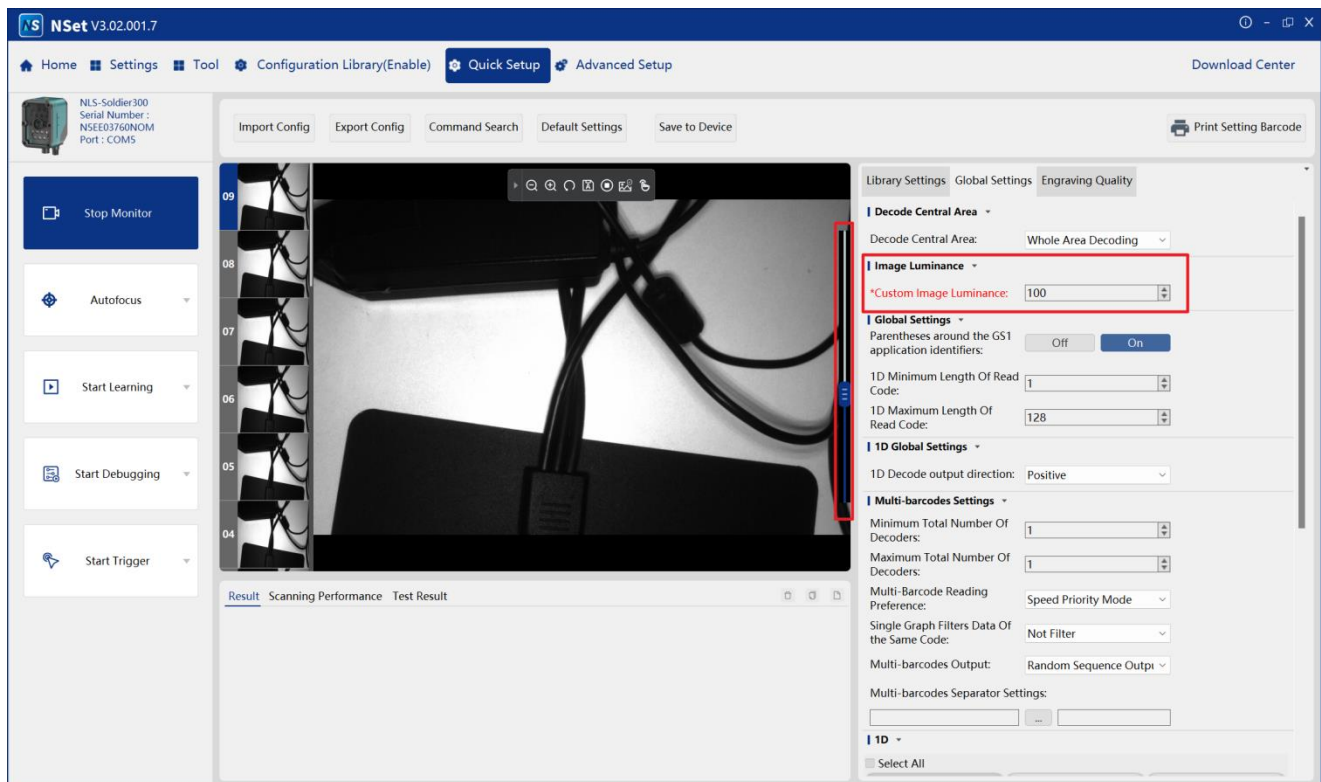 NS NSet V3.02.001.7
Home Settings Tool Configuration Library(Enable) Quick Setup Advanced Setup Download Center
NLS-Soldier300
Serial Number :
NSEE03760NOM
Port : COM5
Import Config Export Config Command Search Default Settings Save to Device Print Setting Barcode
Stop Monitor
Autofocus
Start Learning
Start Debugging
Start Trigger
09
08
07
06
05
04
Result Scanning Performance Test Result
Library Settings Global Settings Engraving Quality
Decode Central Area
Decode Central Area: Whole Area Decoding
Image Luminance
*Custom Image Luminance: 100
Global Settings
Parentheses around the GS1
application identifiers: Off On
1D Minimum Length Of Read
Code: 1
1D Maximum Length Of
Read Code: 128
1D Global Settings
1D Decode output direction: Positive
Multi-barcodes Settings
Minimum Total Number Of
Decoders: 1
Maximum Total Number Of
Decoders: 1
Multi-Barcode Reading
Preference: Speed Priority Mode
Single Graph Filters Data Of
the Same Code: Not Filter
Multi-barcodes Output: Random Sequence Outpu
Multi-barcodes Separator Settings:
...
1D
Select All